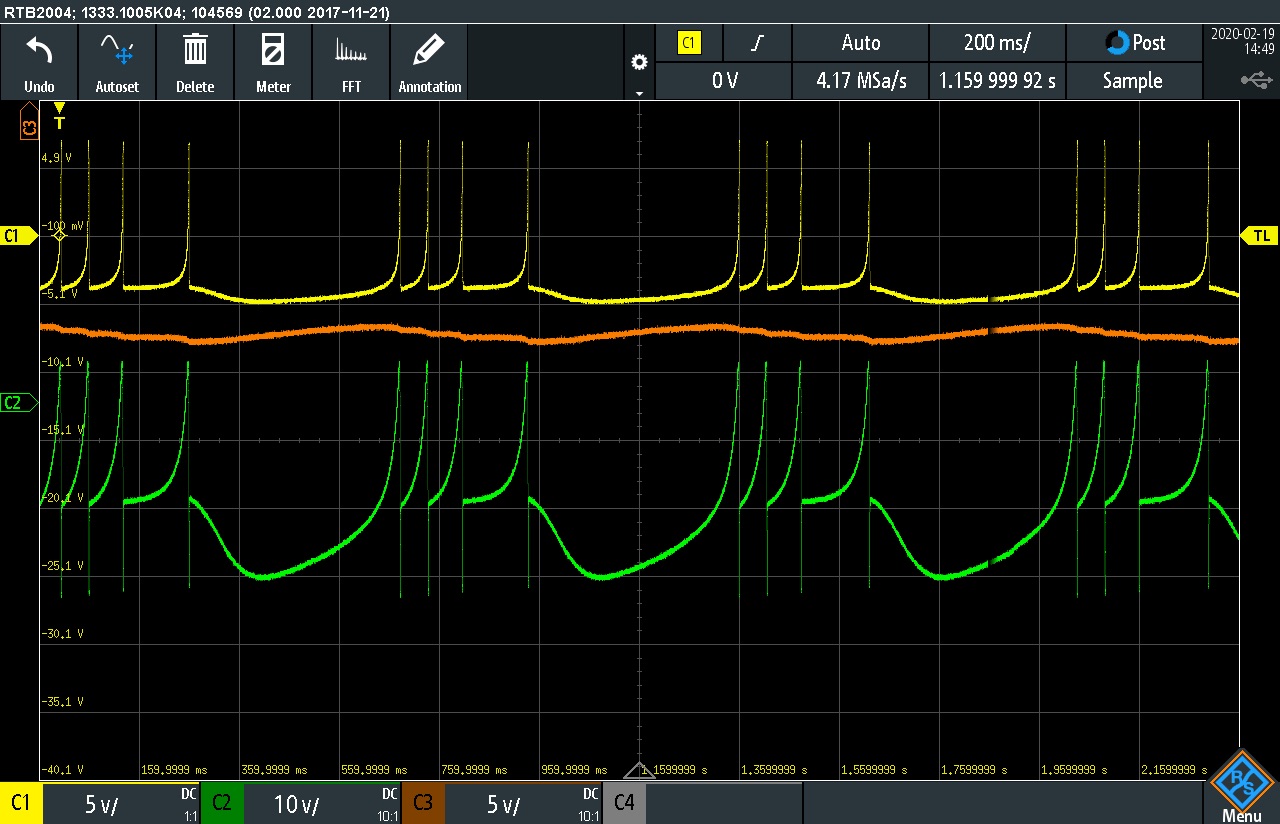 RTB2004; 1333.1005K04; 104569 (02.000 2017-11-21)
Undo Autoset Delete Meter FFT Annotation
C1 Auto 200 ms/ Post
0 V 4.17 MSa/s 1.159 999 92 s Sample
2020-02-19
14:49
C3
T
4.9 V
-100 mV
C1
TL
-5.1 V
-10.1 V
C2
-15.1 V
-20.1 V
-25.1 V
-30.1 V
-35.1 V
-40.1 V
159.9999 ms 359.9999 ms 559.9999 ms 759.9999 ms 959.9999 ms 1.1599999 s 1.3599999 s 1.5599999 s 1.7599999 s 1.9599999 s 2.1599999 s
C1 5 V/ DC 1:1
C2 10 V/ DC 10:1
C3 5 V/ DC 10:1
C4
R&S
Menu